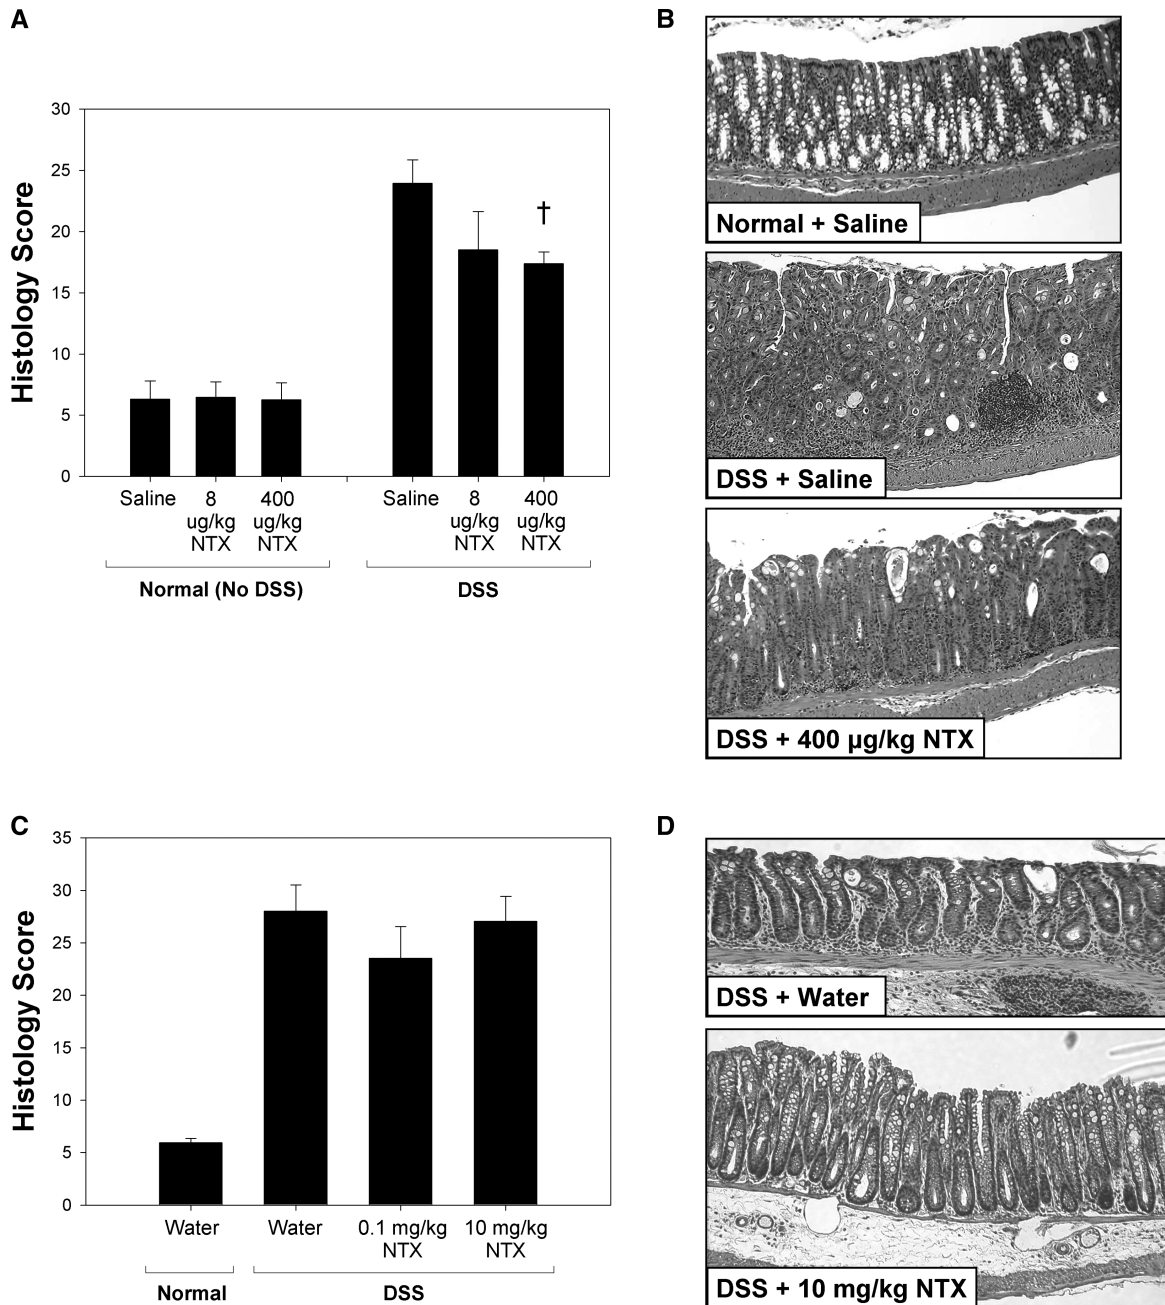 A
Histology Score
30
25
20
15
10
5
0
†
Saline
8
ug/kg
NTX
400
ug/kg
NTX
Saline
8
ug/kg
NTX
400
ug/kg
NTX
Normal (No DSS)
DSS
B
Normal + Saline
DSS + Saline
DSS + 400 µg/kg NTX
C
Histology Score
35
30
25
20
15
10
5
0
Water
Water
0.1 mg/kg
NTX
10 mg/kg
NTX
Normal
DSS
D
DSS + Water
DSS + 10 mg/kg NTX